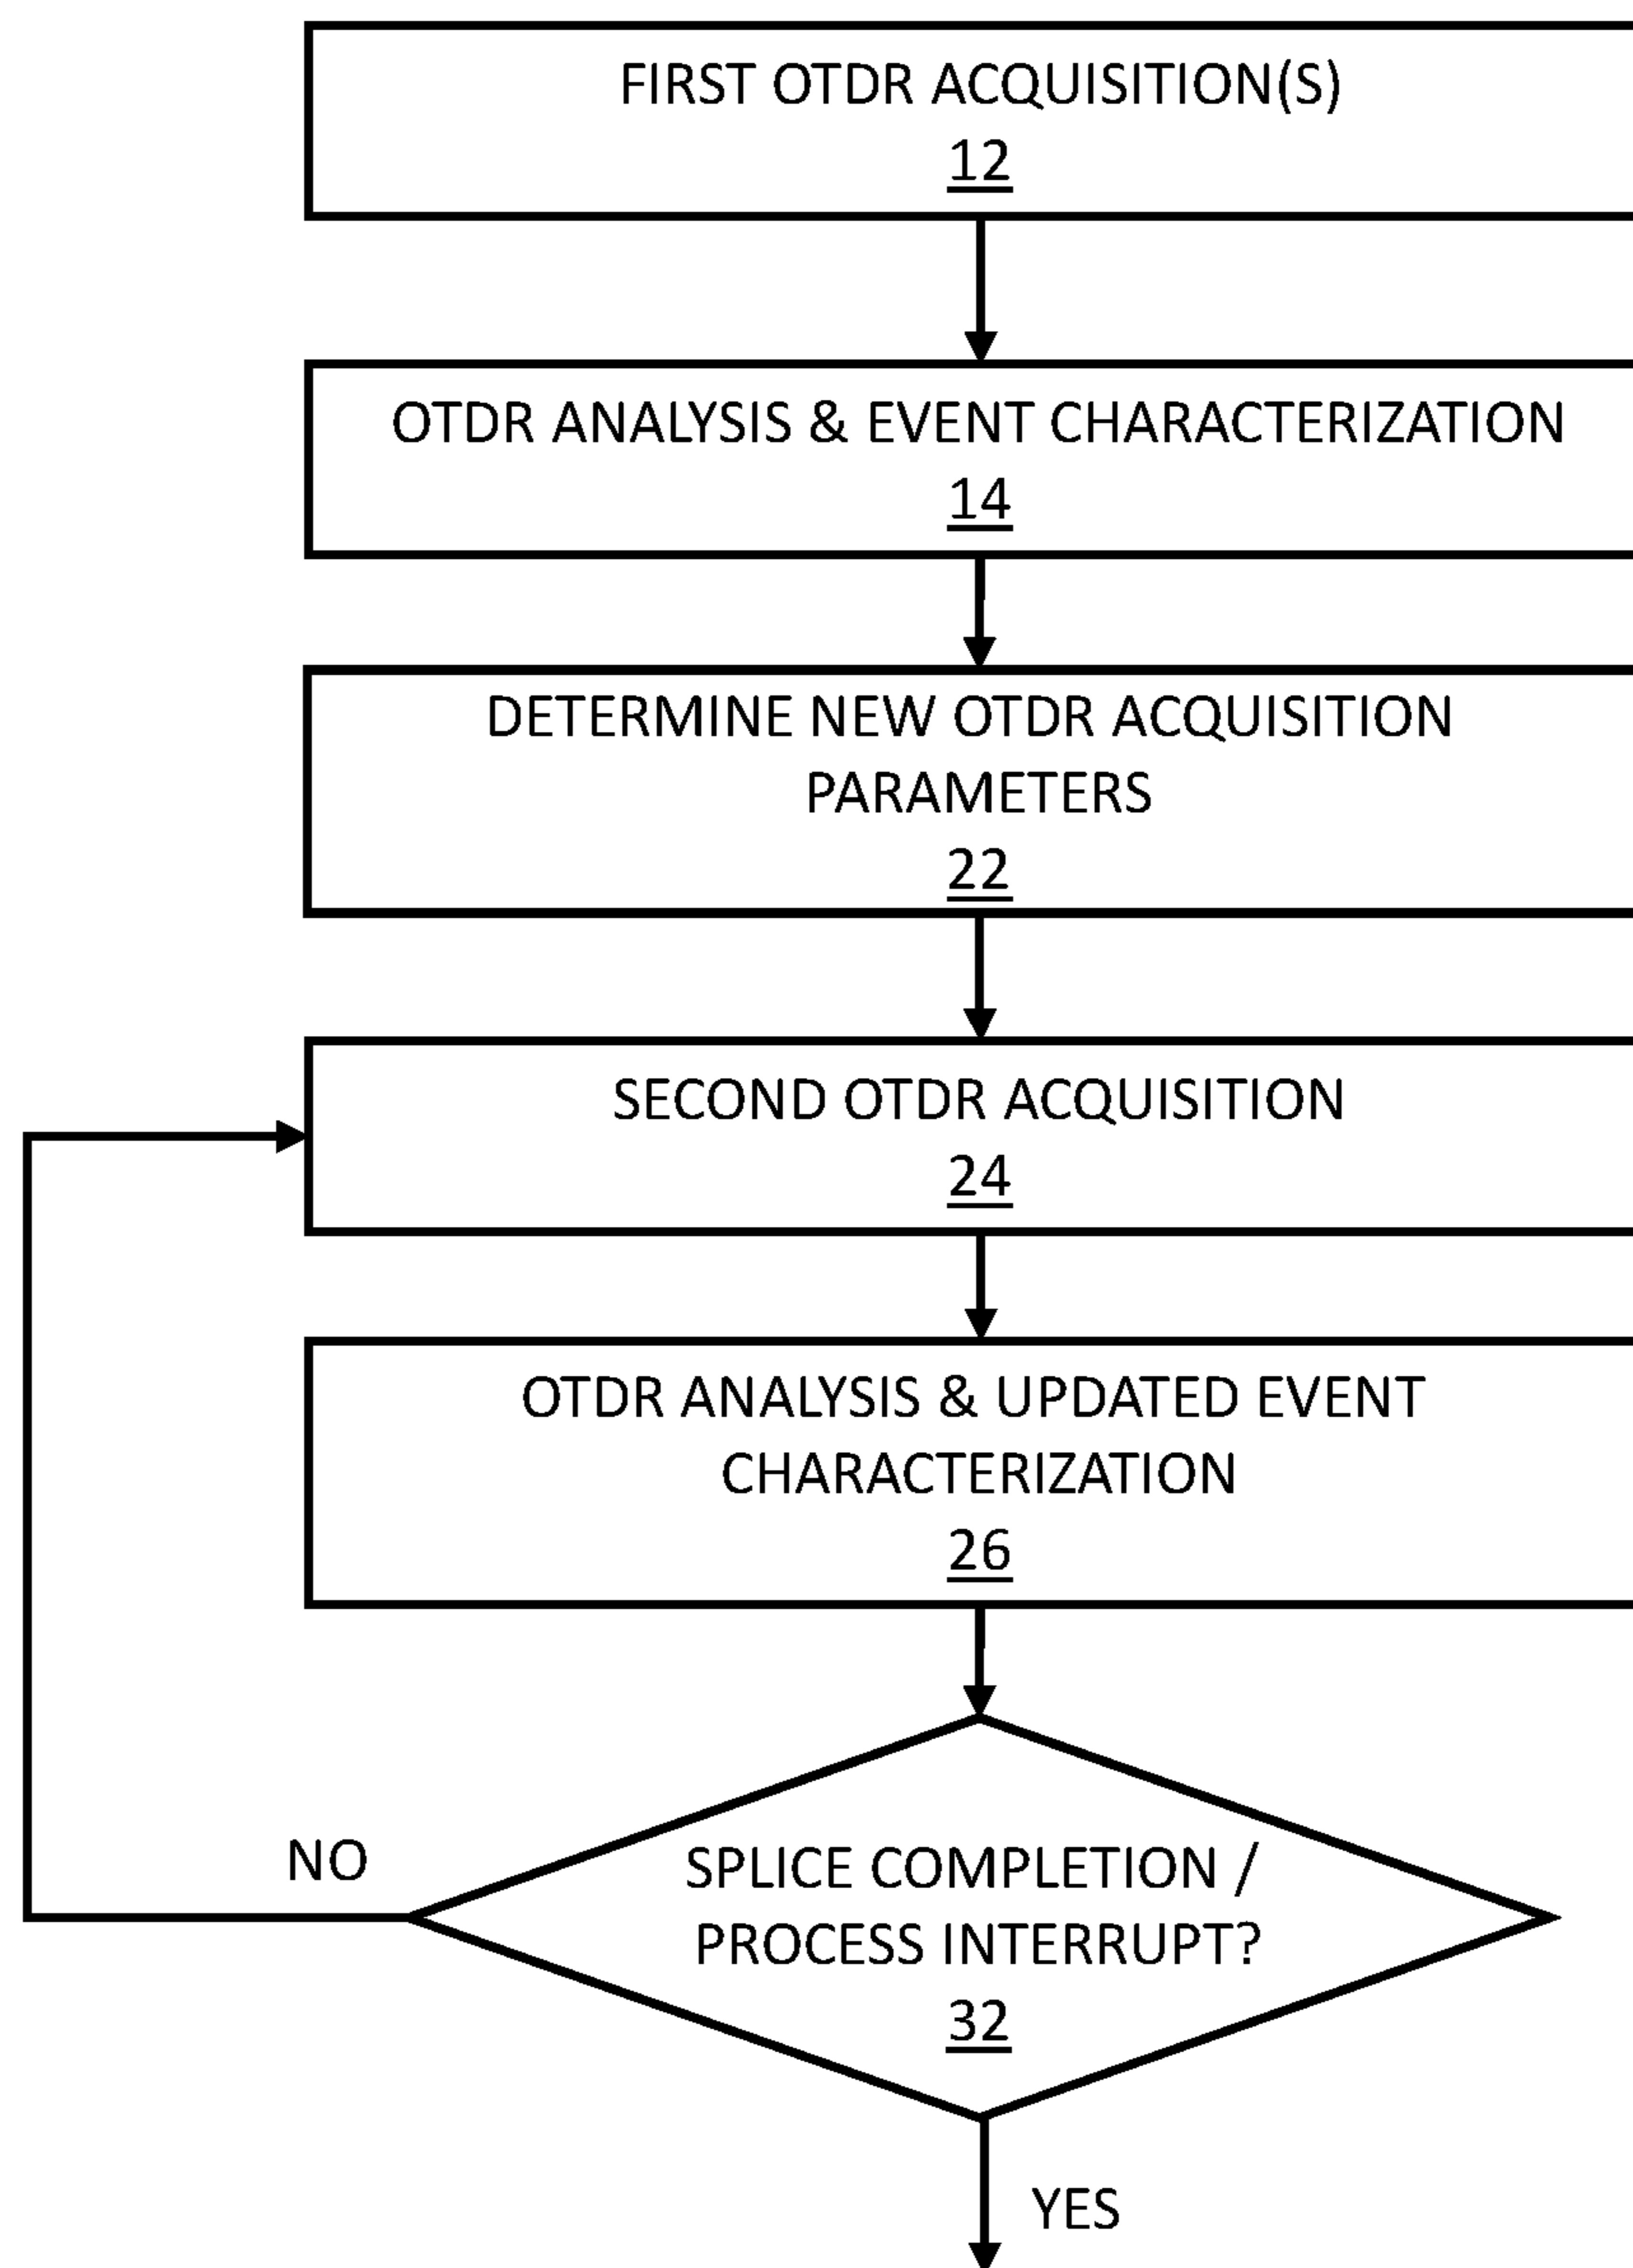 FIRST OTDR ACQUISITION(S)
12
OTDR ANALYSIS & EVENT CHARACTERIZATION
14
DETERMINE NEW OTDR ACQUISITION
PARAMETERS
22
SECOND OTDR ACQUISITION
24
OTDR ANALYSIS & UPDATED EVENT
CHARACTERIZATION
26
NO
SPLICE COMPLETION /
PROCESS INTERRUPT?
32
YES